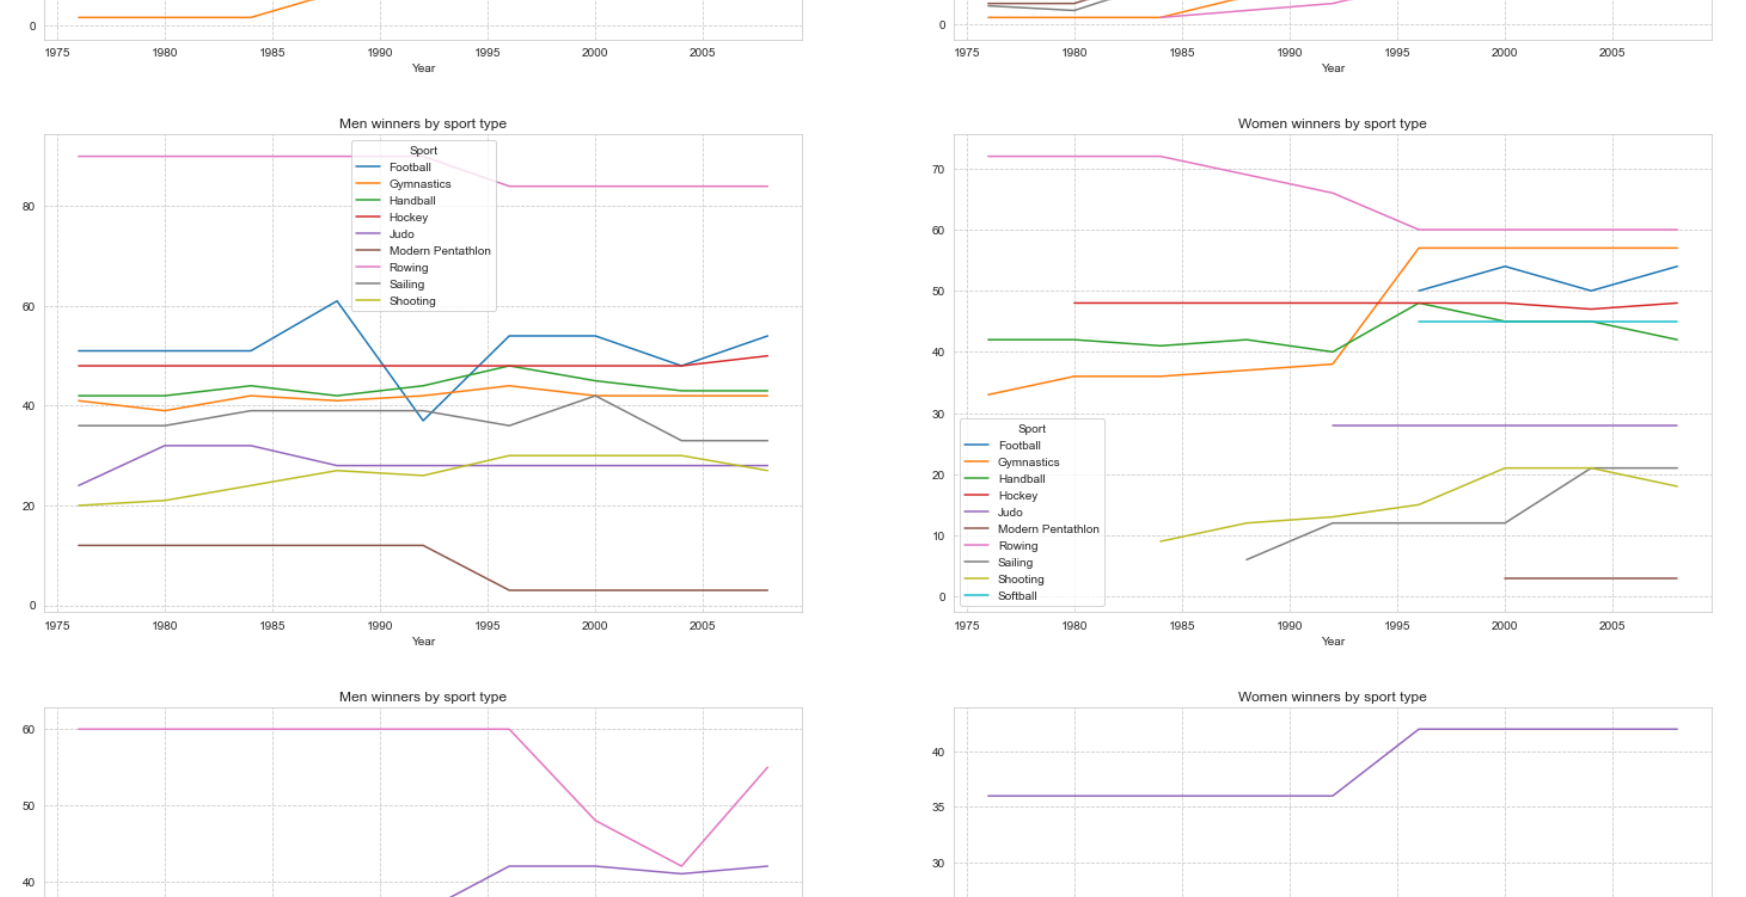 0
1975 1980 1985 1990 1995 2000 2005
Year
0
1975 1980 1985 1990 1995 2000 2005
Year
Men winners by sport type
80
60
40
20
0
Sport
Football
Gymnastics
Handball
Hockey
Judo
Modern Pentathlon
Rowing
Sailing
Shooting
1975 1980 1985 1990 1995 2000 2005
Year
Women winners by sport type
70
60
50
40
30
20
10
0
Sport
Football
Gymnastics
Handball
Hockey
Judo
Modern Pentathlon
Rowing
Sailing
Shooting
Softball
1975 1980 1985 1990 1995 2000 2005
Year
Men winners by sport type
60
50
40
Women winners by sport type
40
35
30